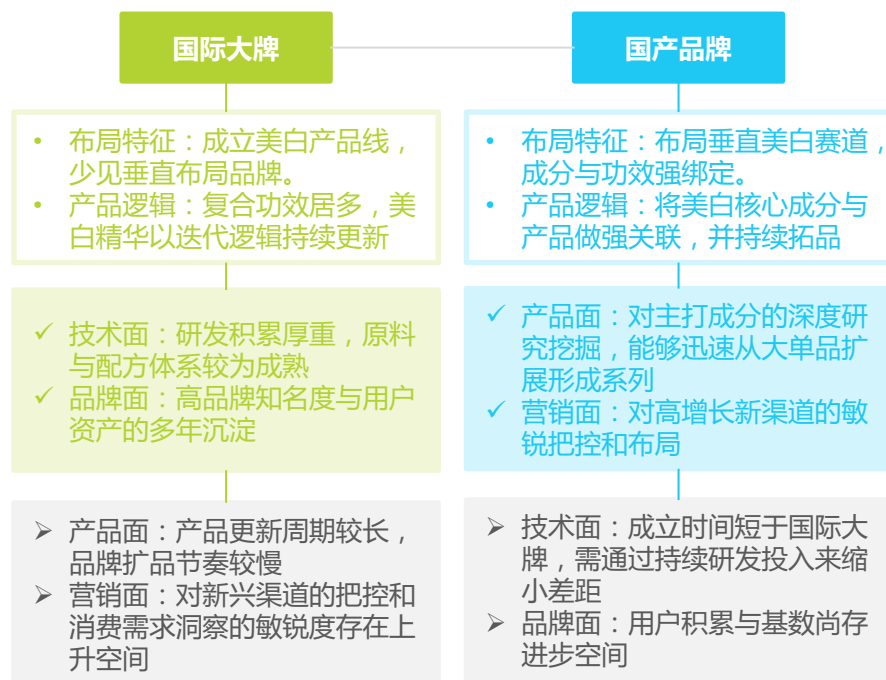 国际大牌
• 布局特征：成立美白产品线，
少见垂直布局品牌。
• 产品逻辑：复合功效居多，美
白精华以迭代逻辑持续更新
✓ 技术面：研发积累厚重，原料
与配方体系较为成熟
✓ 品牌面：高品牌知名度与用户
资产的多年沉淀
➢ 产品面：产品更新周期较长，
品牌扩品节奏较慢
➢ 营销面：对新兴渠道的把控和
消费需求洞察的敏锐度存在上
升空间
国产品牌
• 布局特征：布局垂直美白赛道，
成分与功效强绑定。
• 产品逻辑：将美白核心成分与
产品做强关联，并持续拓品
✓ 产品面：对主打成分的深度研
究挖掘，能够迅速从大单品扩
展形成系列
✓ 营销面：对高增长新渠道的敏
锐把控和布局
➢ 技术面：成立时间短于国际大
牌，需通过持续研发投入来缩
小差距
➢ 品牌面：用户积累与基数尚存
进步空间